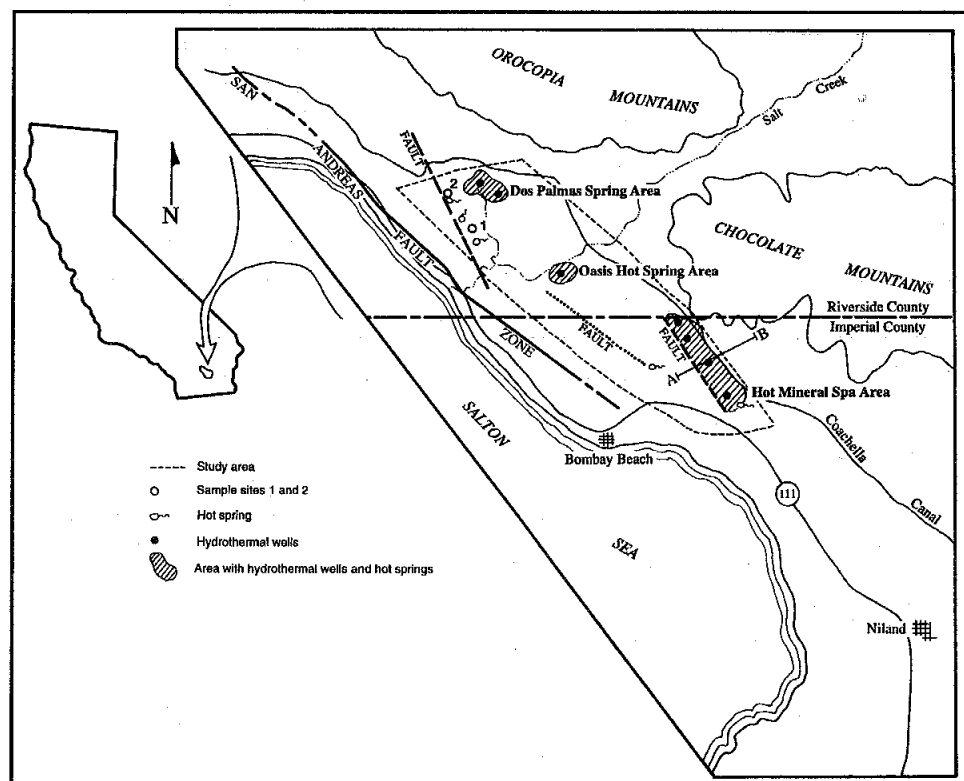 OROCOPIA
MOUNTAINS
Salt
Creek
SAN
ANDREAS
FAULT
ZONE
FAULT
2
1
Dos Palmas Spring Area
Oasis Hot Spring Area
CHOCOLATE
MOUNTAINS
Riverside County
Imperial County
FAULT
FAULT
A
B
Hot Mineral Spa Area
N
SALTON
SEA
Bombay Beach
Coachella
Canal
111
Niland
Study area
Sample sites 1 and 2
Hot spring
Hydrothermal wells
Area with hydrothermal wells and hot springs